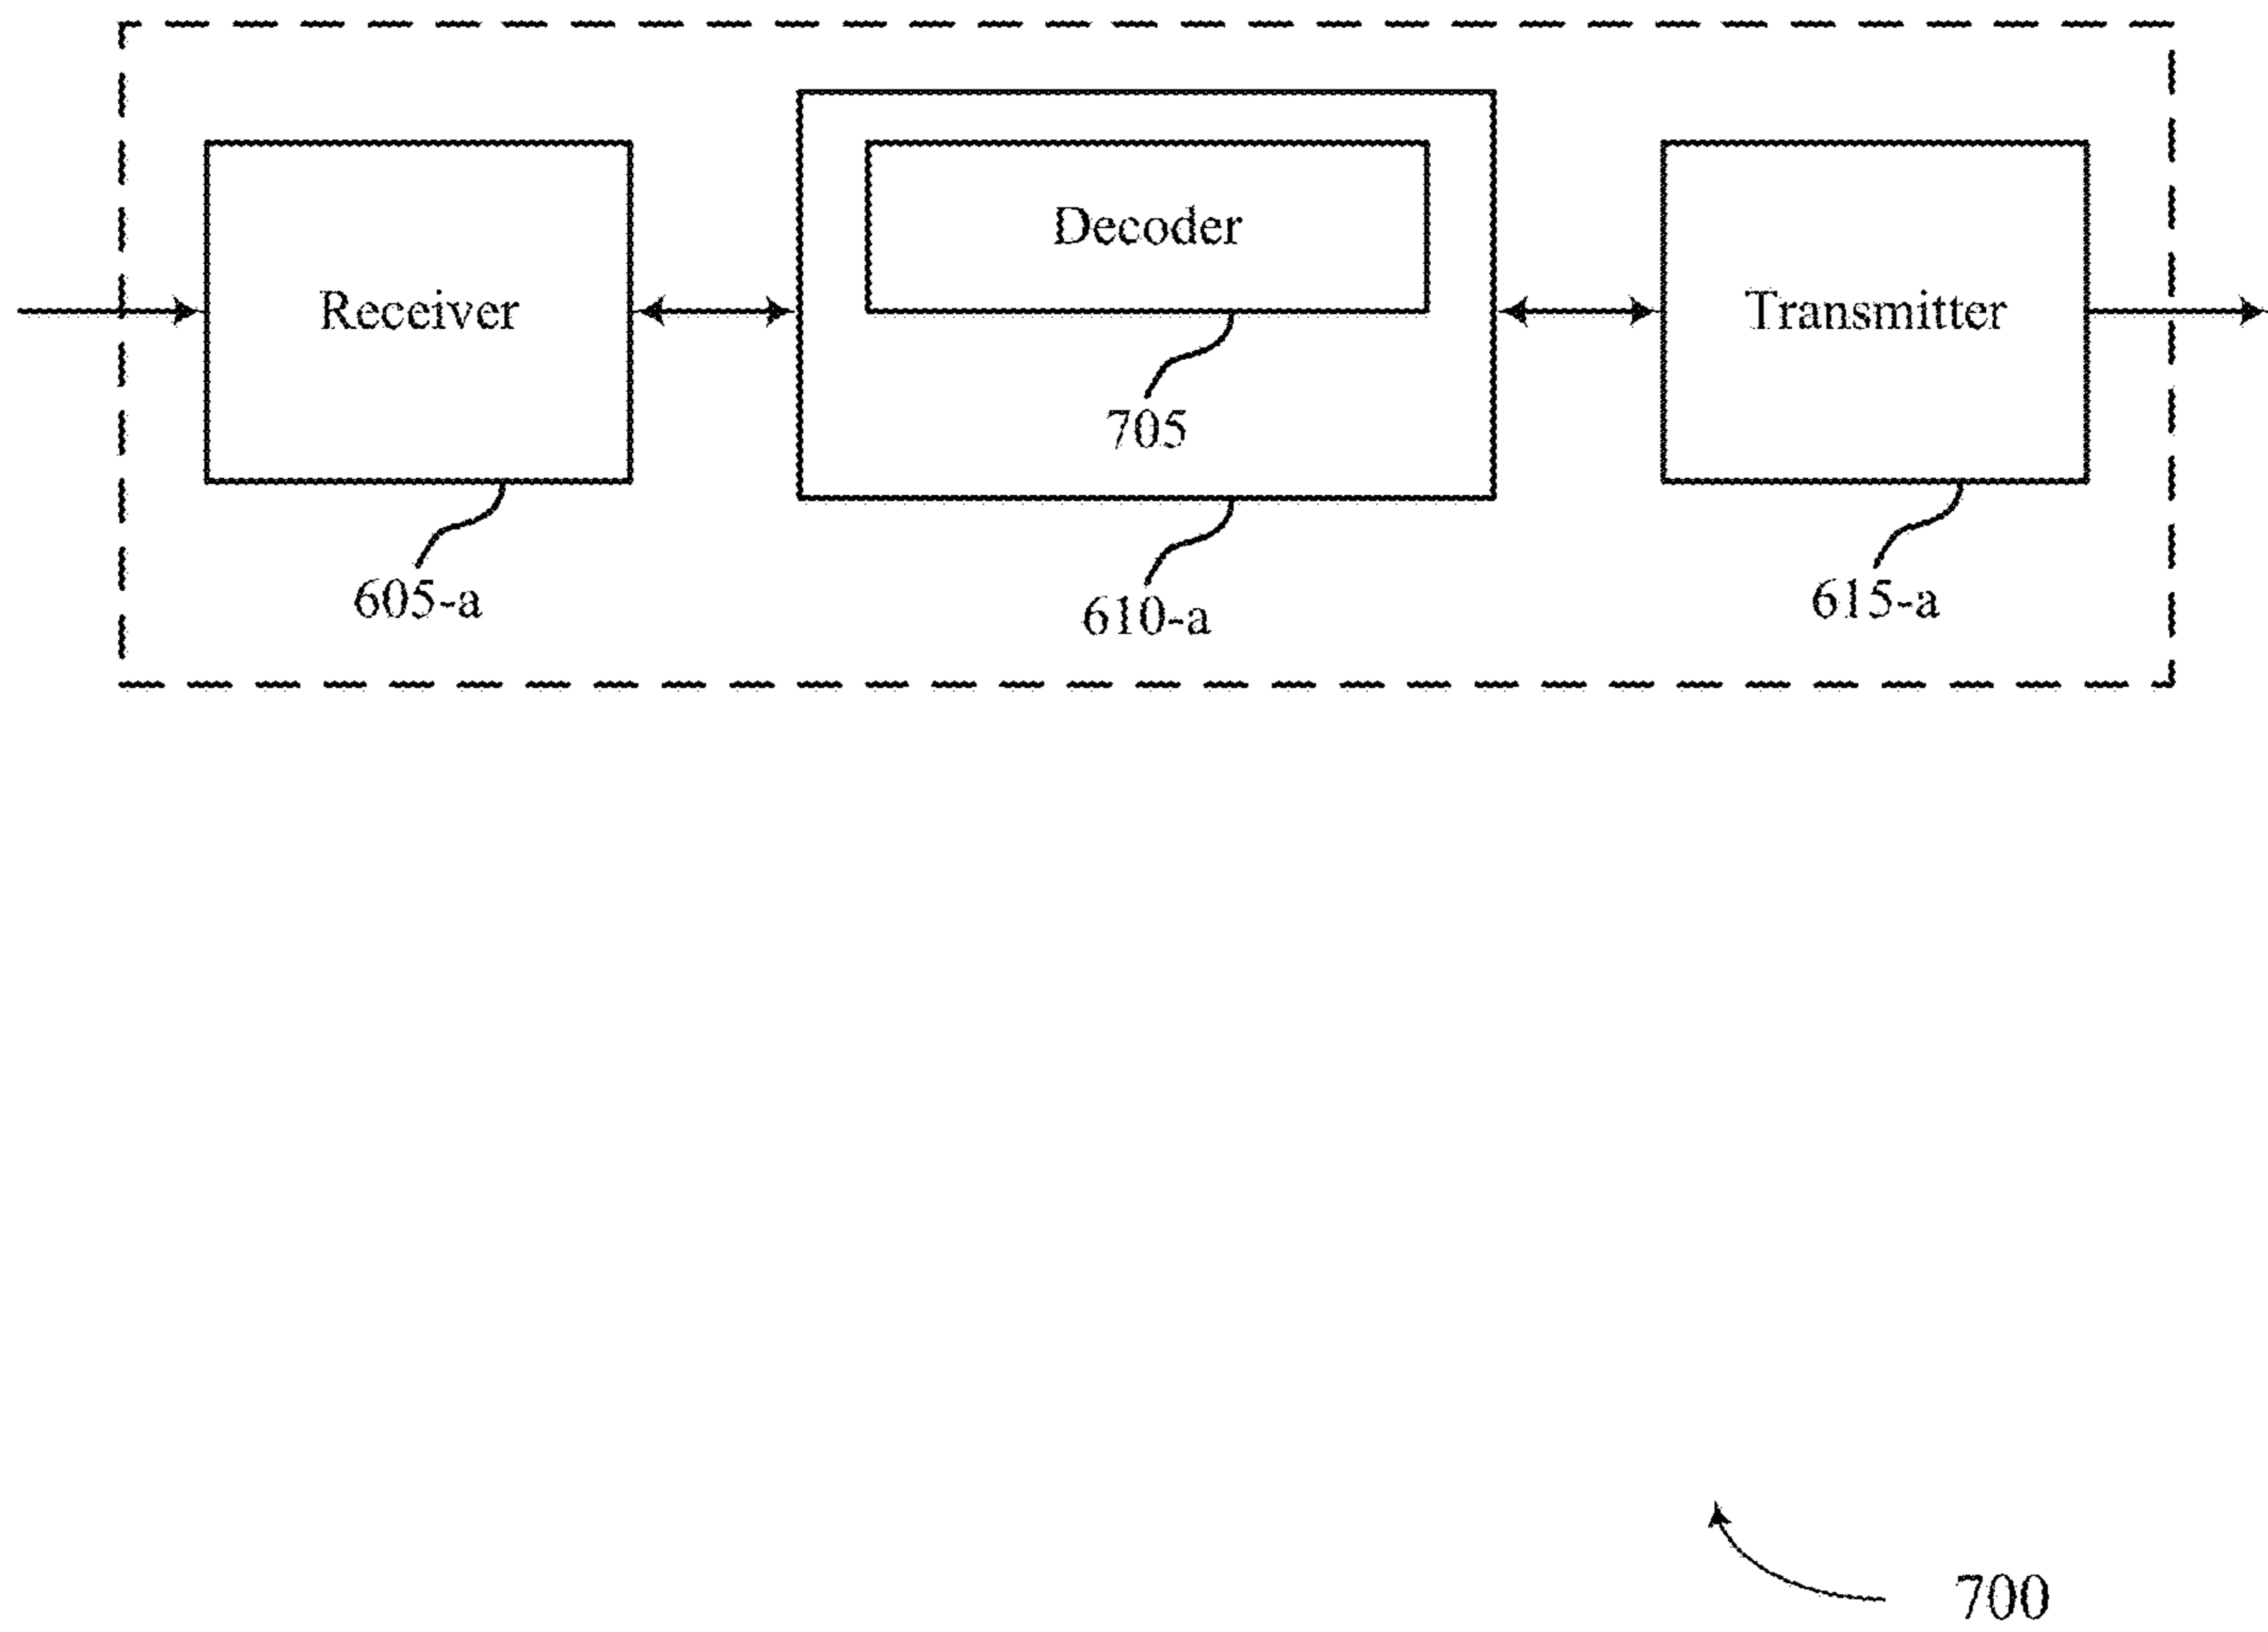 Decoder
Receiver
Transmitter
705
605-a
610-a
615-a
700